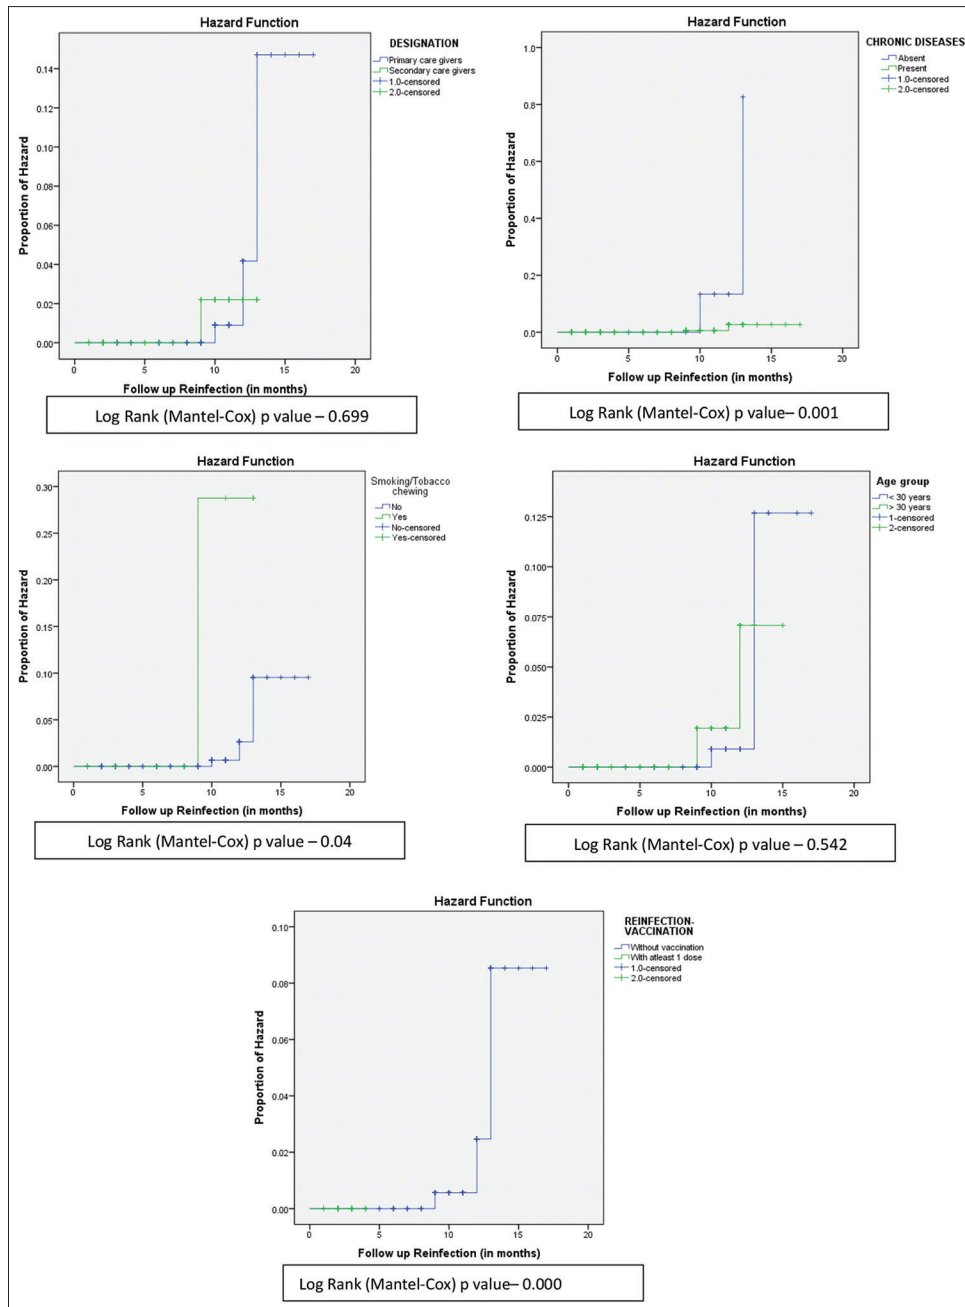 Hazard Function
DESIGNATION
Primary care givers
Secondary care givers
1.0-censored
2.0-censored
Proportion of Hazard
0.14
0.12
0.10
0.08
0.06
0.04
0.02
0.00
0 5 10 15 20
Follow up Reinfection (in months)
Log Rank (Mantel-Cox) p value – 0.699
Hazard Function
CHRONIC DISEASES
Absent
Present
1.0-censored
2.0-censored
Proportion of Hazard
1.0
0.8
0.6
0.4
0.2
0.0
0 5 10 15 20
Follow up Reinfection (in months)
Log Rank (Mantel-Cox) p value– 0.001
Hazard Function
Smoking/Tobacco
chewing
No
Yes
No-censored
Yes-censored
Proportion of Hazard
0.30
0.25
0.20
0.15
0.10
0.05
0.00
0 5 10 15 20
Follow up Reinfection (in months)
Log Rank (Mantel-Cox) p value – 0.04
Hazard Function
Age group
< 30 years
> 30 years
1-censored
2-censored
Proportion of Hazard
0.125
0.100
0.075
0.050
0.025
0.000
0 5 10 15 20
Follow up Reinfection (in months)
Log Rank (Mantel-Cox) p value – 0.542
Hazard Function
REINFECTION-
VACCINATION
Without vaccination
With atleast 1 dose
1.0-censored
2.0-censored
Proportion of Hazard
0.10
0.08
0.06
0.04
0.02
0.00
0 5 10 15 20
Follow up Reinfection (in months)
Log Rank (Mantel-Cox) p value– 0.000